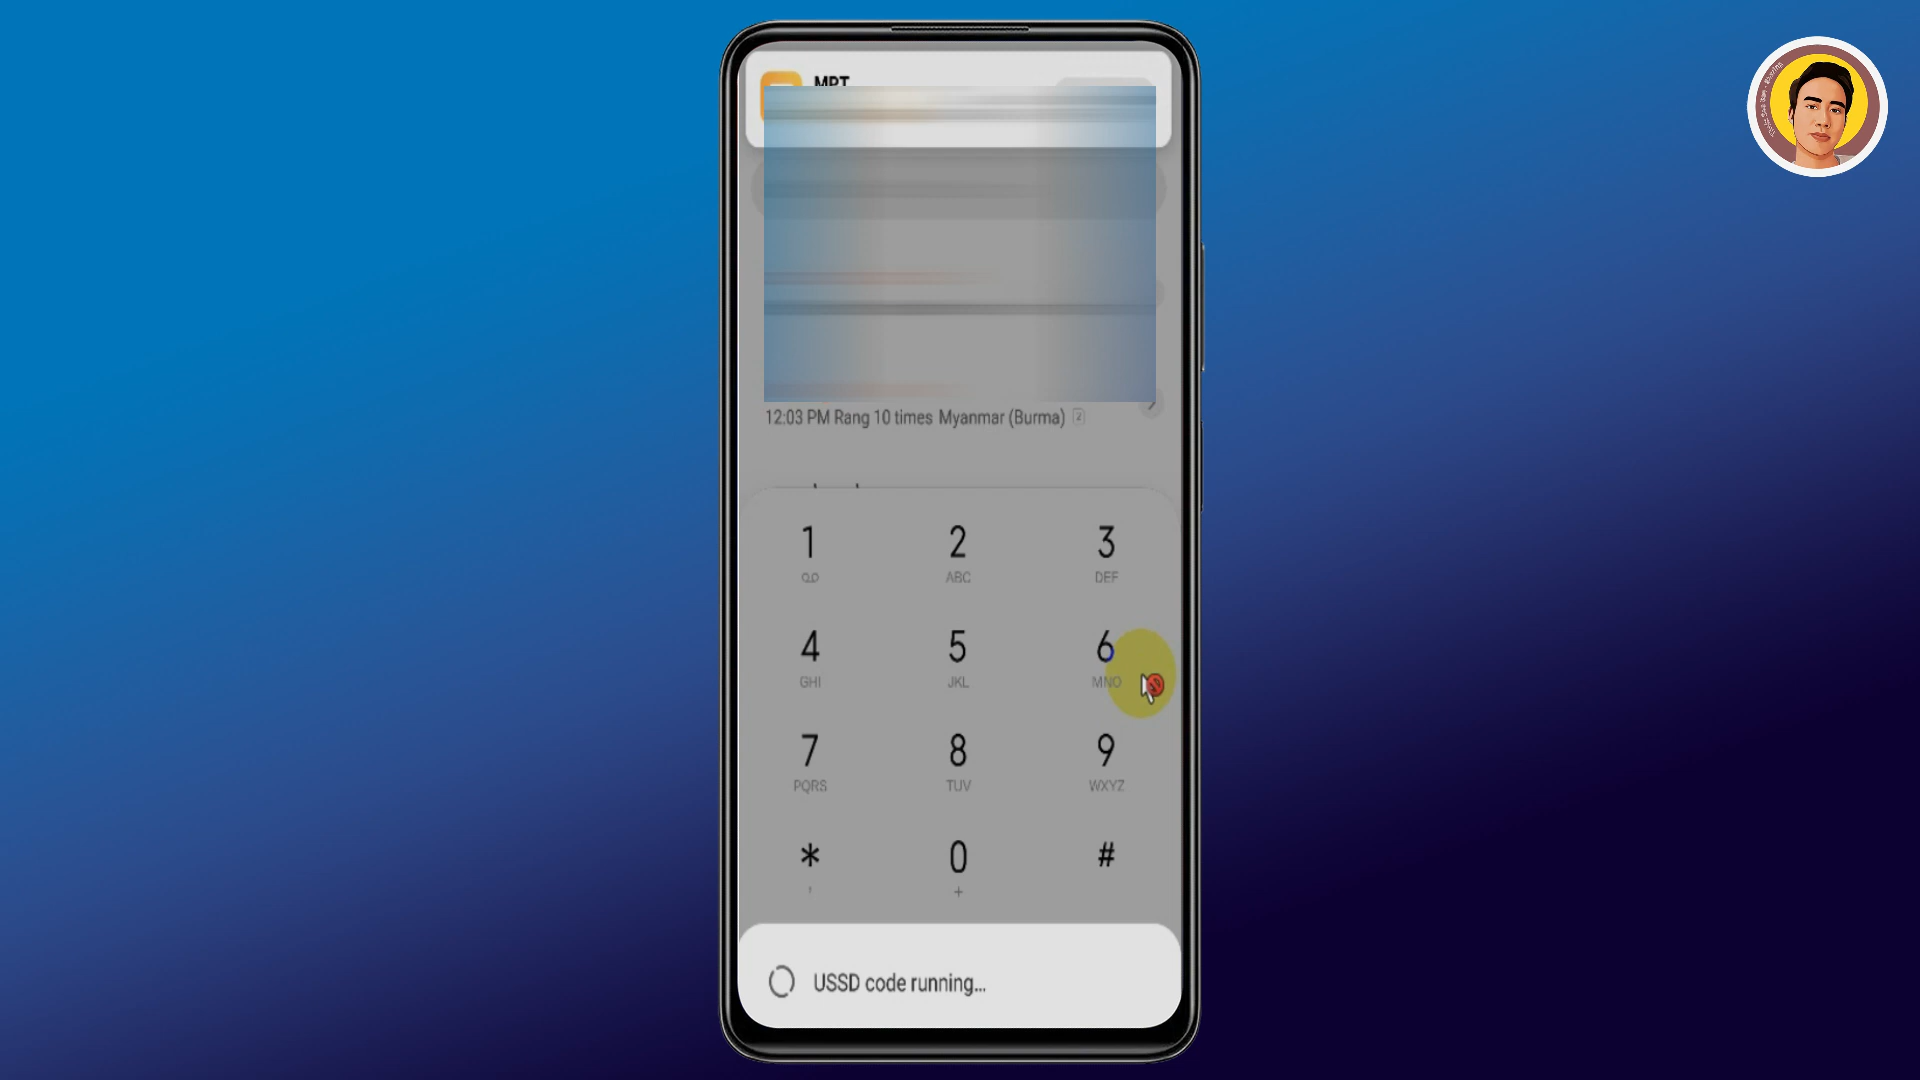 MPT
12:03 PM Rang 10 times Myanmar (Burma) 2
1
2
3
ABC
DEF
4
5
6
GHI
JKL
MNO
7
8
9
PQRS
TUV
WXYZ
*
0
#
,
+
USSD code running...